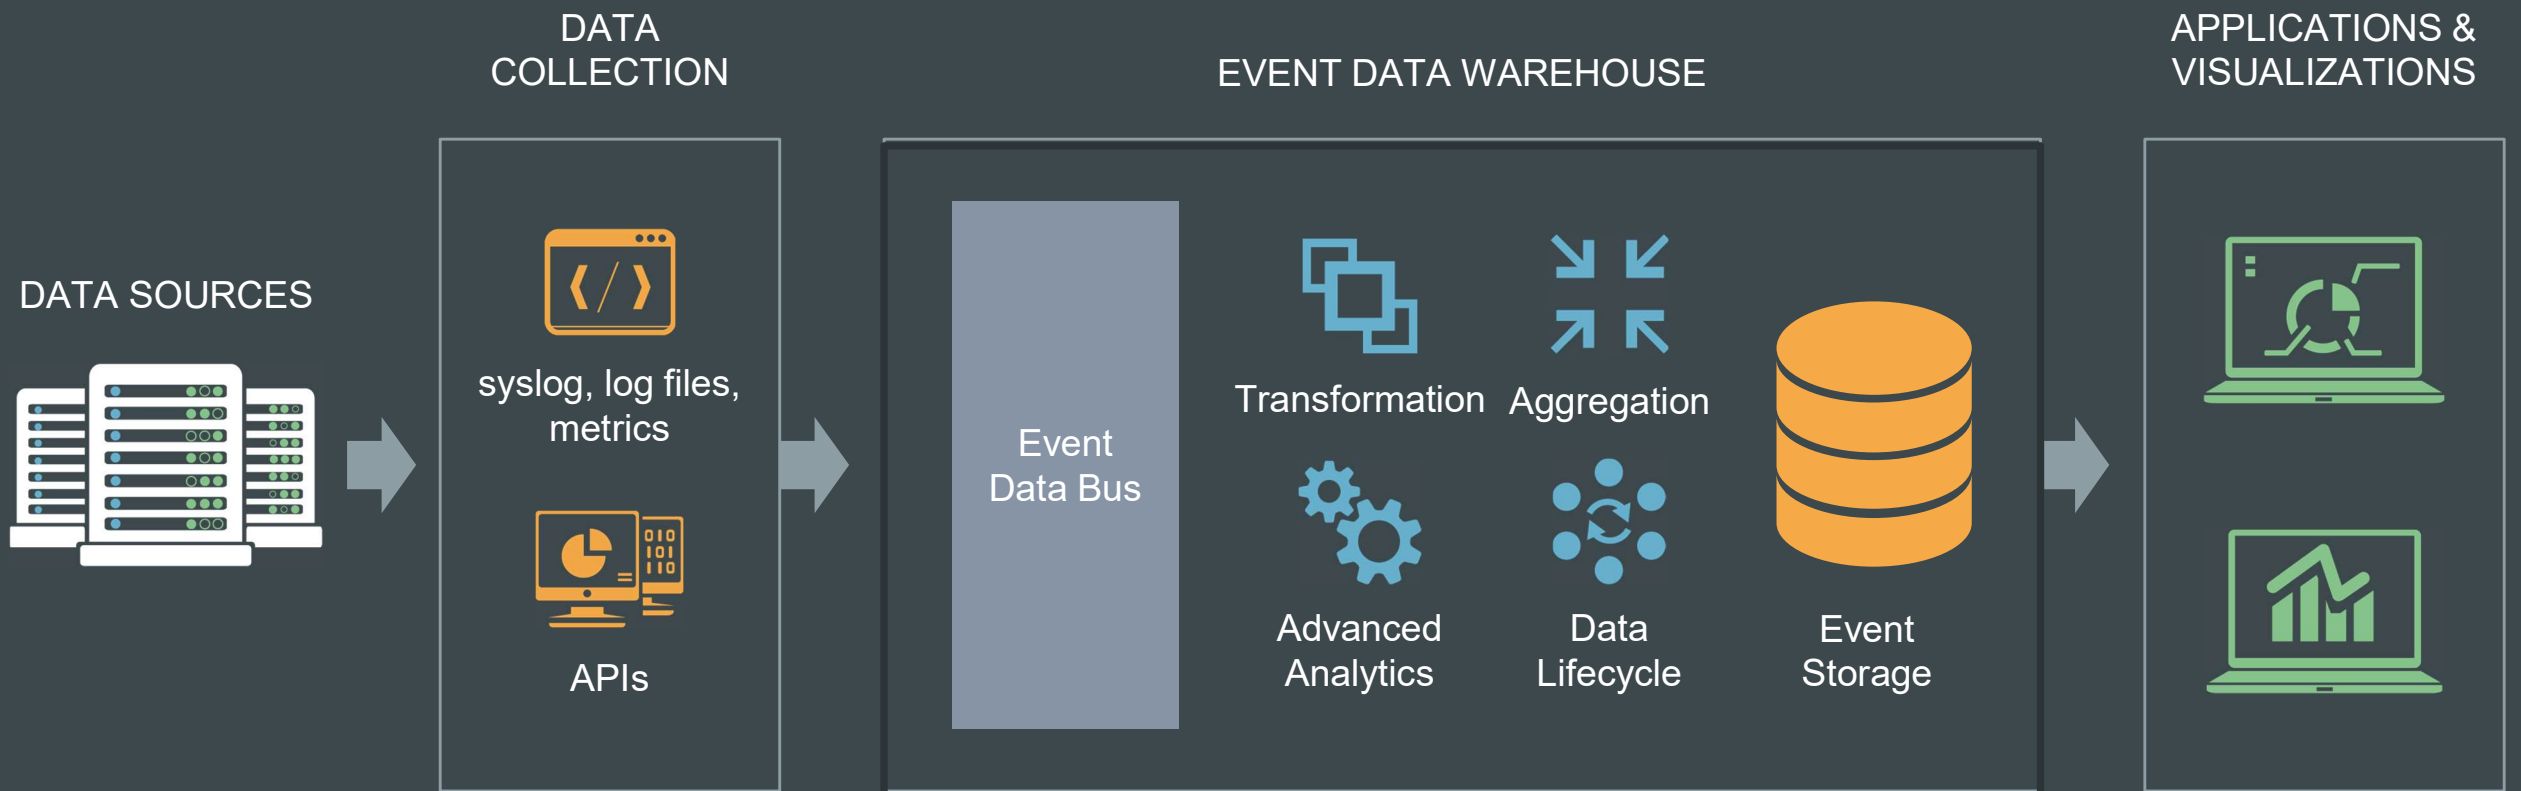 DATA SOURCES
DATA
COLLECTION
syslog, log files,
metrics
APIs
EVENT DATA WAREHOUSE
Event
Data Bus
Transformation
Aggregation
Advanced
Analytics
Data
Lifecycle
Event
Storage
APPLICATIONS &
VISUALIZATIONS